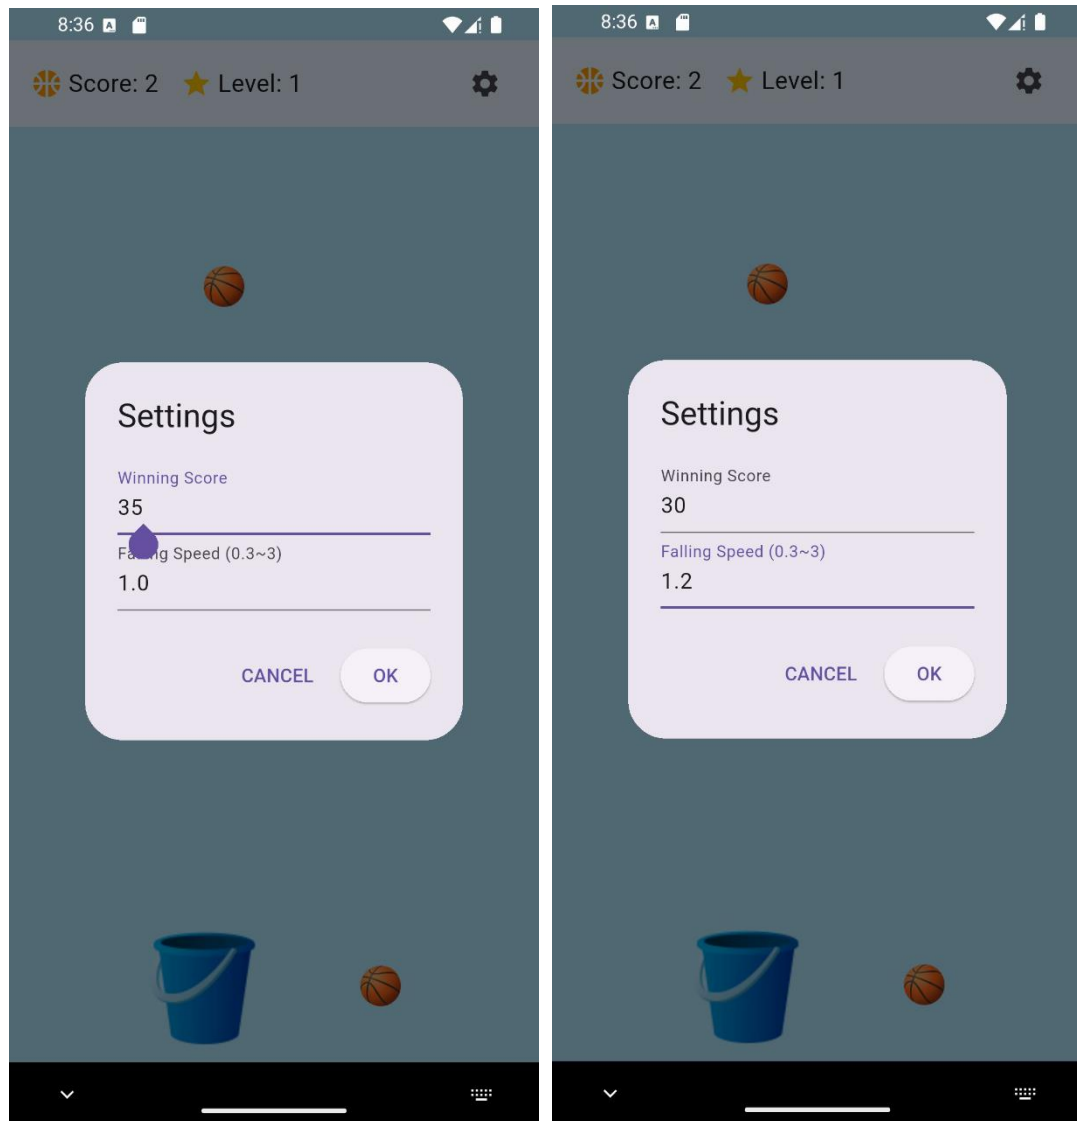 8:36
Score: 2 Level: 1
Settings
Winning Score
35
Falling Speed (0.3~3)
1.0
CANCEL OK
8:36
Score: 2 Level: 1
Settings
Winning Score
30
Falling Speed (0.3~3)
1.2
CANCEL OK